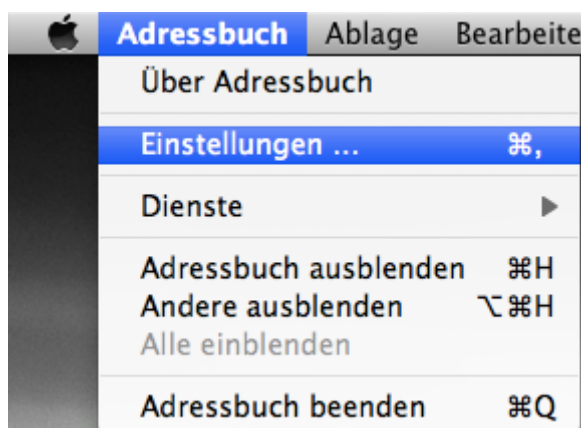 Adressbuch Ablage Bearbeite
Über Adressbuch
Einstellungen ... ⌘,
Dienste
Adressbuch ausblenden ⌘H
Andere ausblenden ⌥⌘H
Alle einblenden
Adressbuch beenden ⌘Q